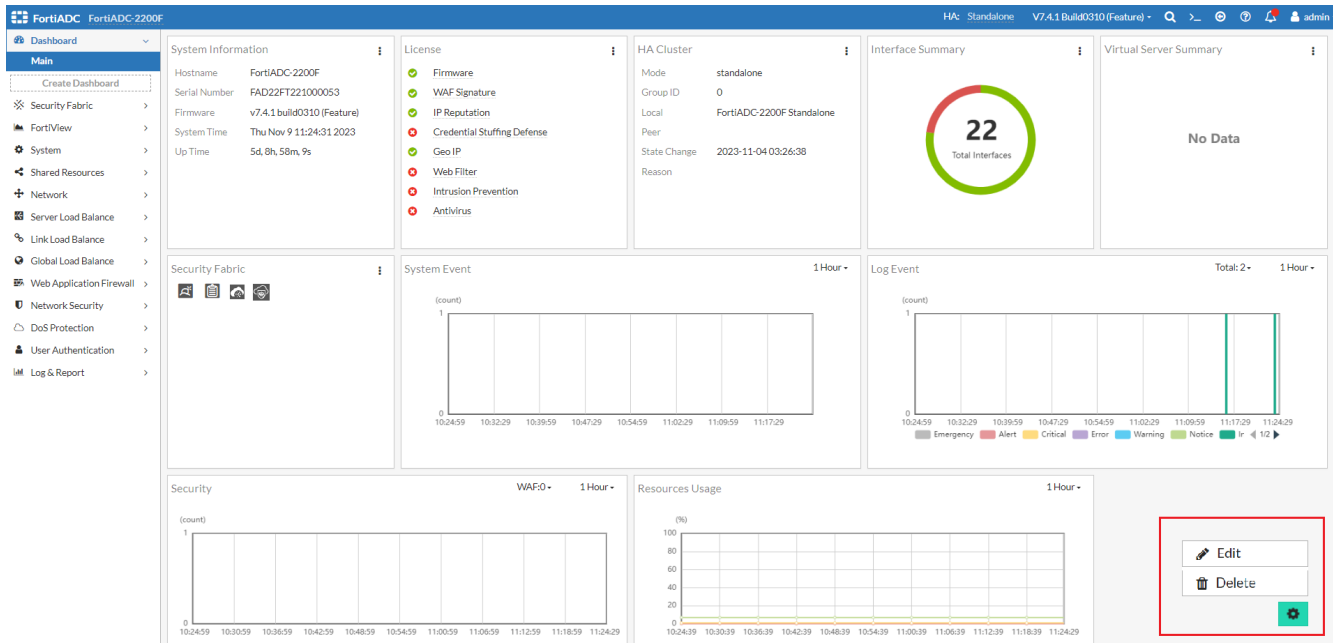 FortiADC FortiADC-2200F
HA: Standalone V7.4.1 Build0310 (Feature) >_ admin
Dashboard
Main
Create Dashboard
Security Fabric
FortiView
System
Shared Resources
Network
Server Load Balance
Link Load Balance
Global Load Balance
Web Application Firewall
Network Security
DoS Protection
User Authentication
Log & Report
System Information
Hostname FortiADC-2200F
Serial Number FAD22FT221000053
Firmware v7.4.1 build0310 (Feature)
System Time Thu Nov 9 11:24:31 2023
Up Time 5d, 8h, 58m, 9s
License
Firmware
WAF Signature
IP Reputation
Credential Stuffing Defense
Geo IP
Web Filter
Intrusion Prevention
Antivirus
HA Cluster
Mode standalone
Group ID 0
Local FortiADC-2200F Standalone
Peer
State Change 2023-11-04 03:26:38
Reason
Interface Summary
22
Total Interfaces
Virtual Server Summary
No Data
Security Fabric
System Event 1 Hour
(count)
1
0
10:24:59 10:32:29 10:39:59 10:47:29 10:54:59 11:02:29 11:09:59 11:17:29
Log Event Total: 2 1 Hour
(count)
1
0
10:24:59 10:32:29 10:39:59 10:47:29 10:54:59 11:02:29 11:09:59 11:17:29 11:24:29
Emergency Alert Critical Error Warning Notice Ir 1/2
Security WAF:0 1 Hour
(count)
1
0
10:24:59 10:30:59 10:36:59 10:42:59 10:48:59 10:54:59 11:00:59 11:06:59 11:12:59 11:18:59 11:24:29
Resources Usage 1 Hour
(%)
100
80
60
40
20
0
10:24:39 10:30:39 10:36:39 10:42:39 10:48:39 10:54:39 11:00:39 11:06:39 11:12:39 11:18:39 11:24:29
Edit
Delete